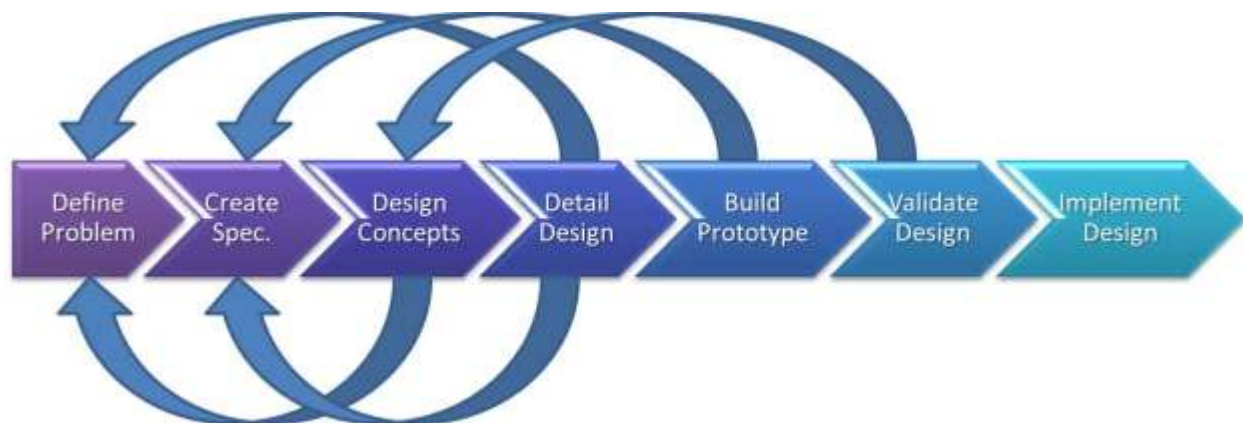 Define
Problem
Create
Spec.
Design
Concepts
Detail
Design
Build
Prototype
Validate
Design
Implement
Design